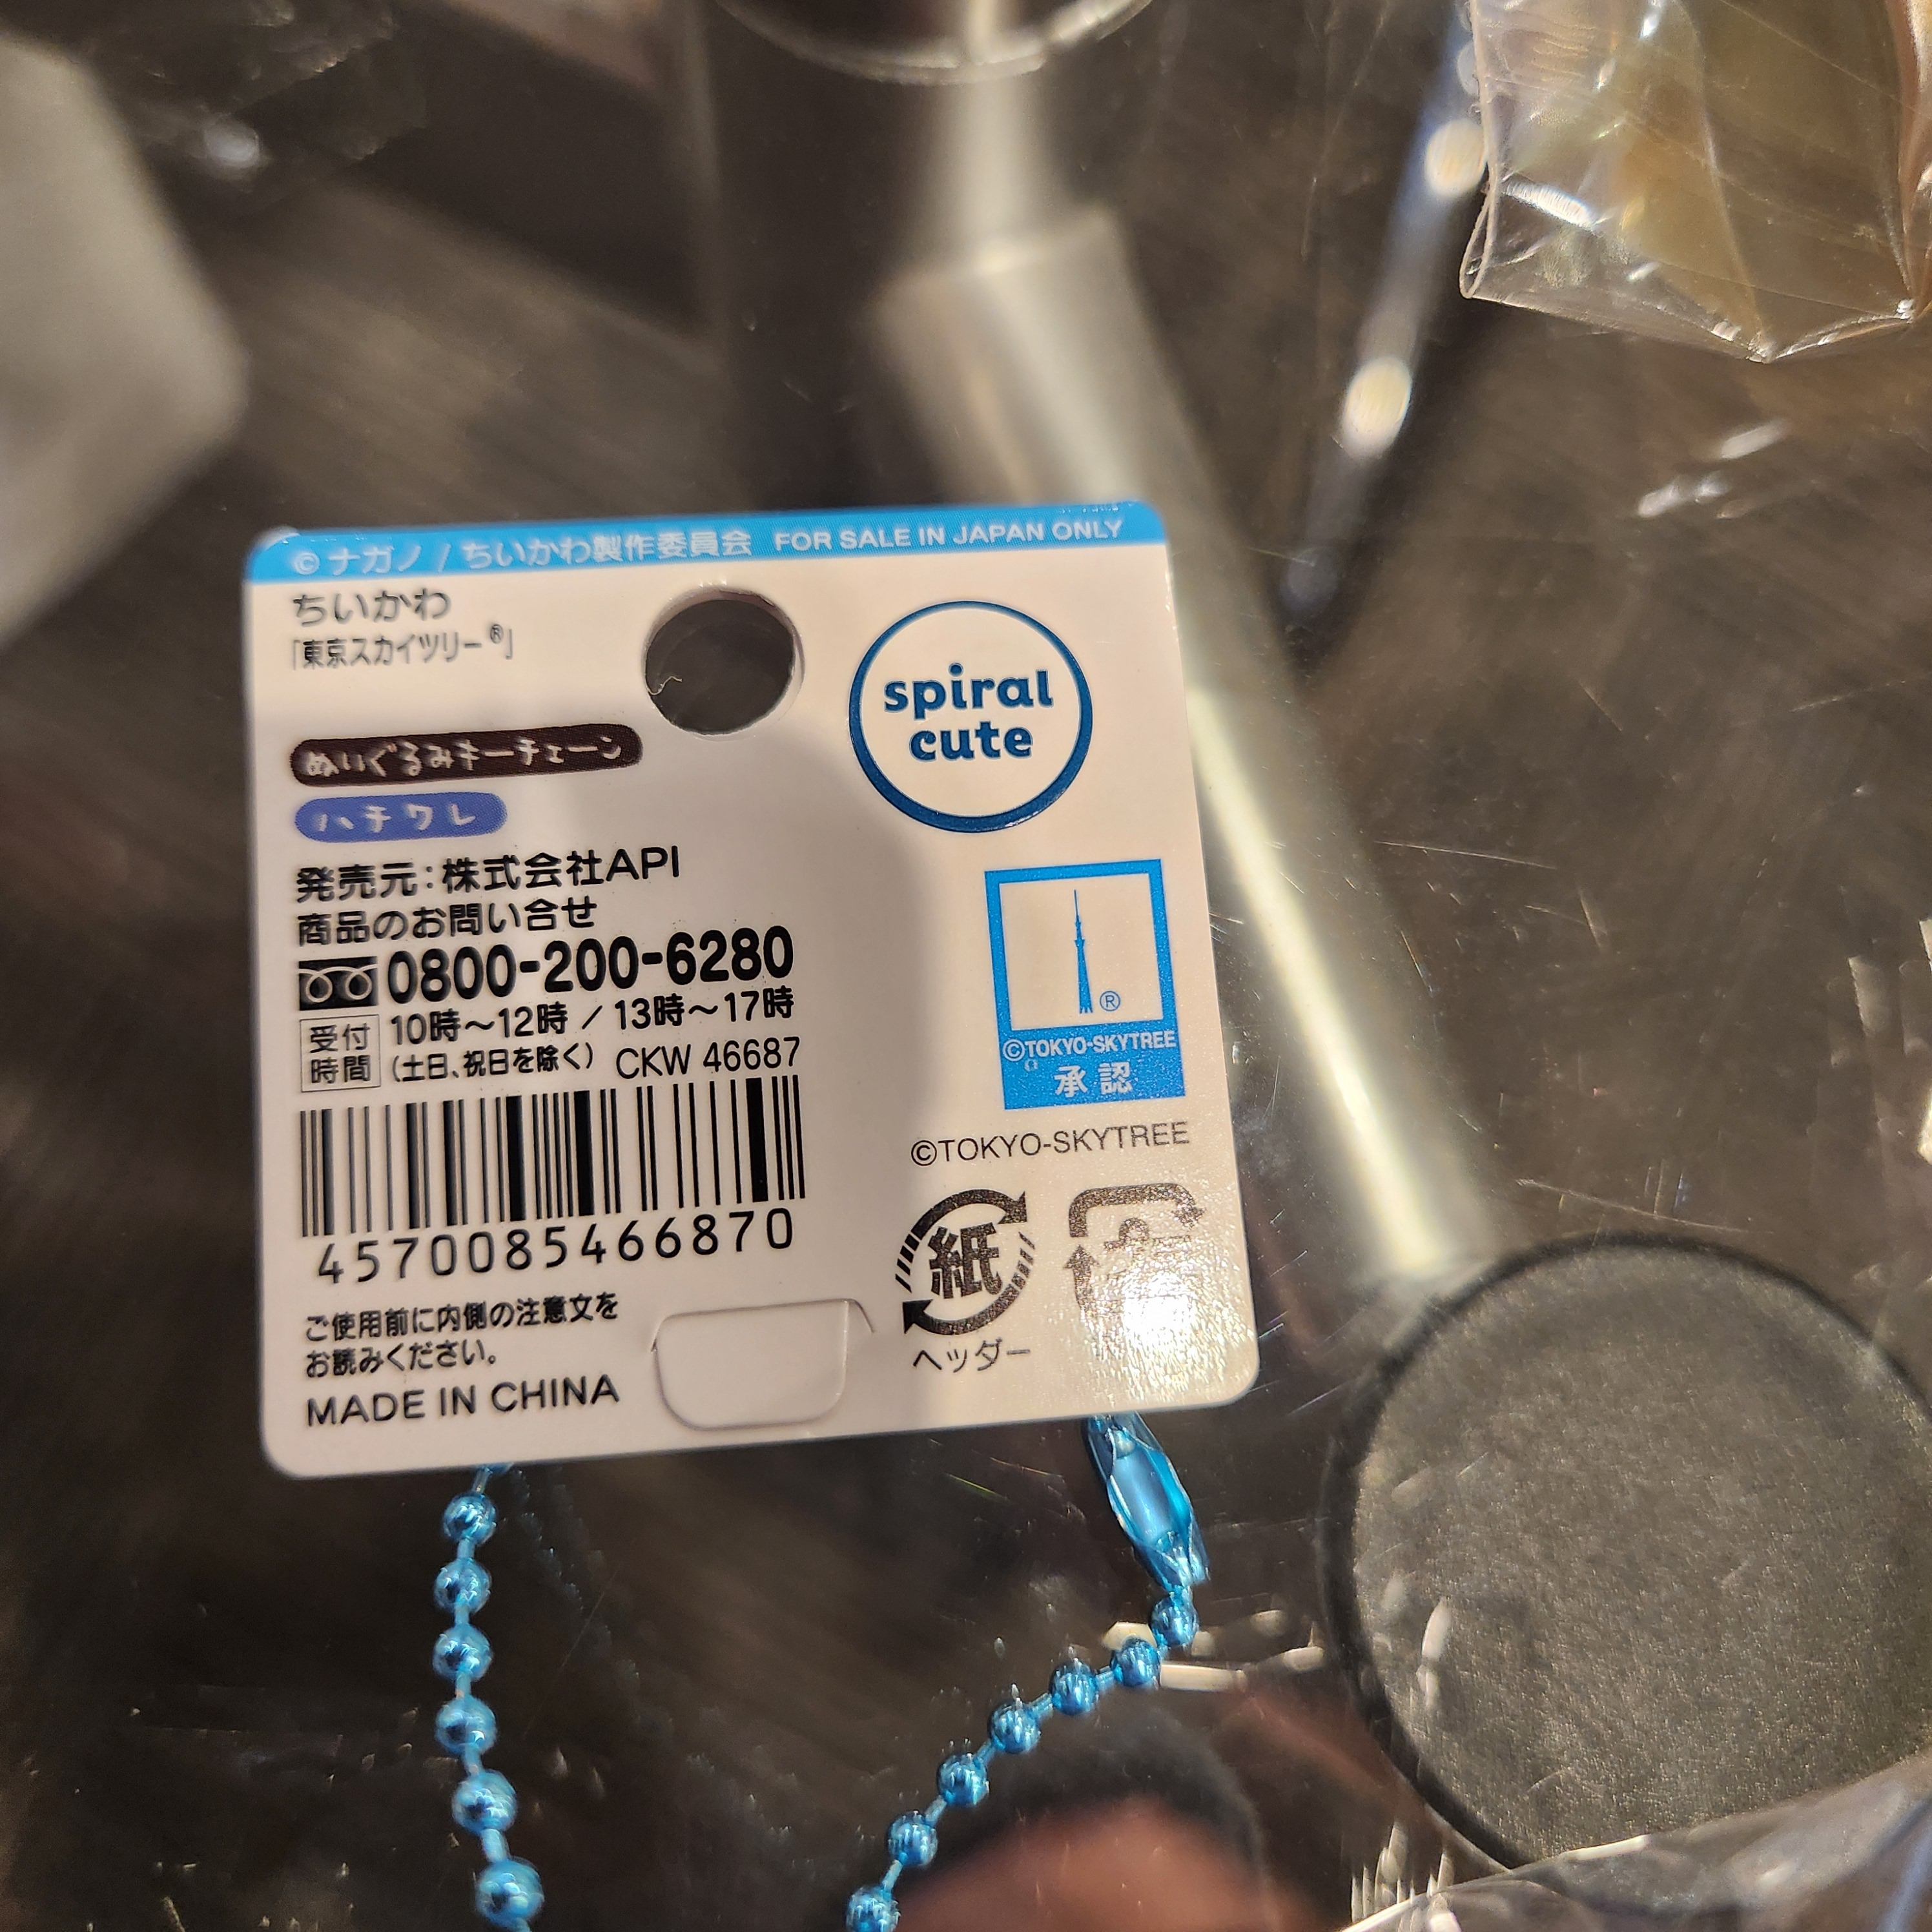 © ナガノ / ちいかわ製作委員会 FOR SALE IN JAPAN ONLY
ちいかわ
「東京スカイツリー®」
ぬいぐるみキーチェーン
ハチワレ
spiral
cute
発売元:株式会社API
商品のお問い合せ
0800-200-6280
受付時間 10時～12時 / 13時～17時
(土日、祝日を除く) CKW 46687
4570085466870
ご使用前に内側の注意文を
お読みください。
MADE IN CHINA
®
©TOKYO-SKYTREE
承認
©TOKYO-SKYTREE
紙
ヘッダー